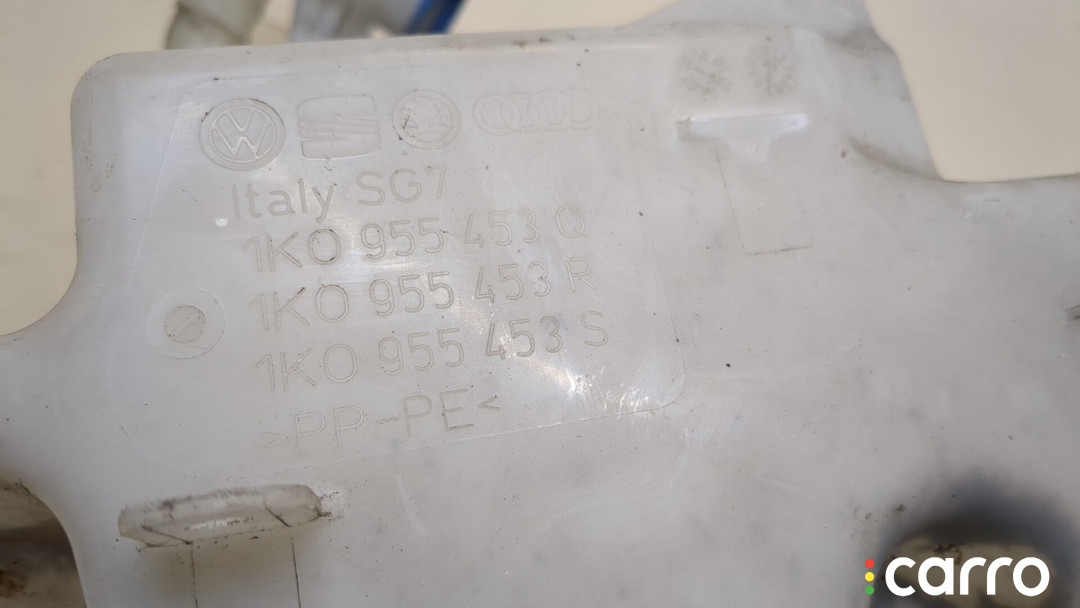 Italy SG7
1K0 955 453 Q
1K0 955 453 R
1K0 955 453 S
>PP-PE<
carro